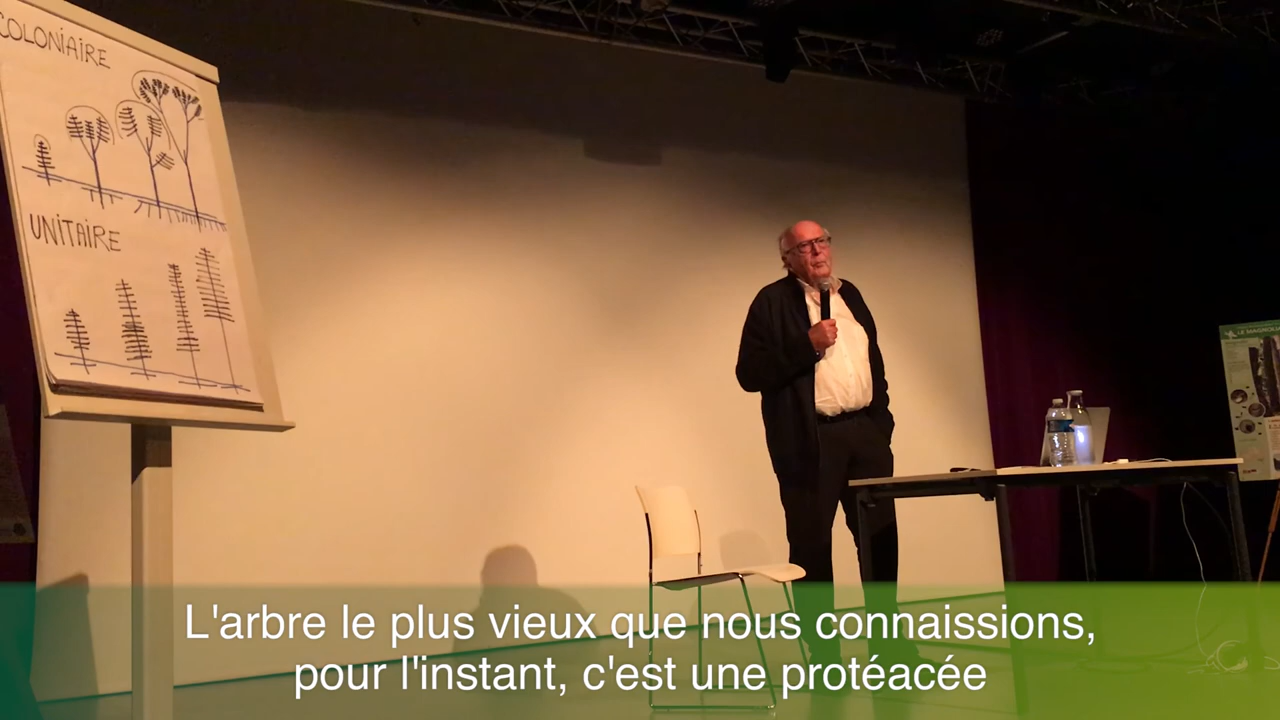 COLONIAIRE
UNITAIRE
L'arbre le plus vieux que nous connaissions,
pour l'instant, c'est une protéacée